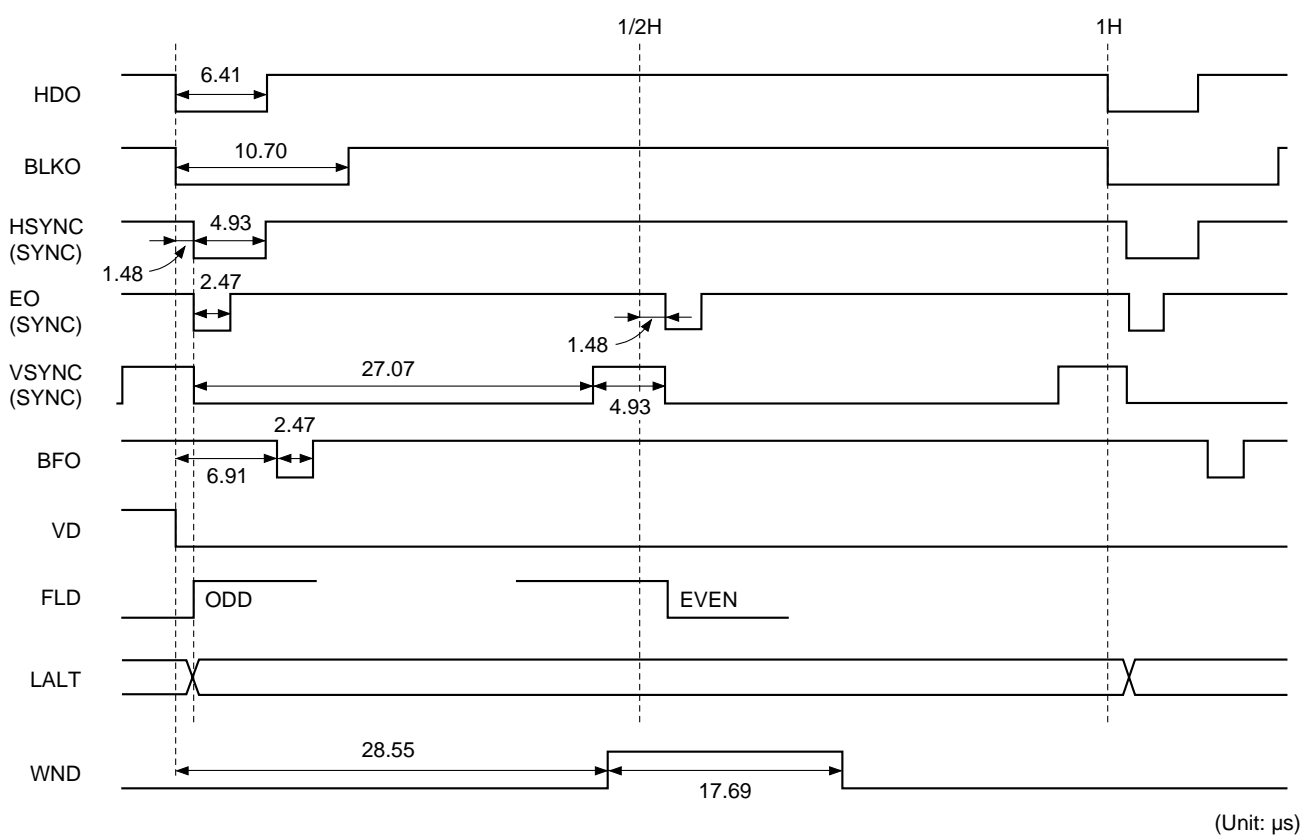 1/2H 1H
HDO 6.41
BLKO 10.70
HSYNC
(SYNC)
4.93
1.48
EO
(SYNC)
2.47
1.48
VSYNC
(SYNC)
27.07
4.93
BFO
2.47
6.91
VD
FLD ODD EVEN
LALT
WND
28.55
17.69
(Unit: µs)